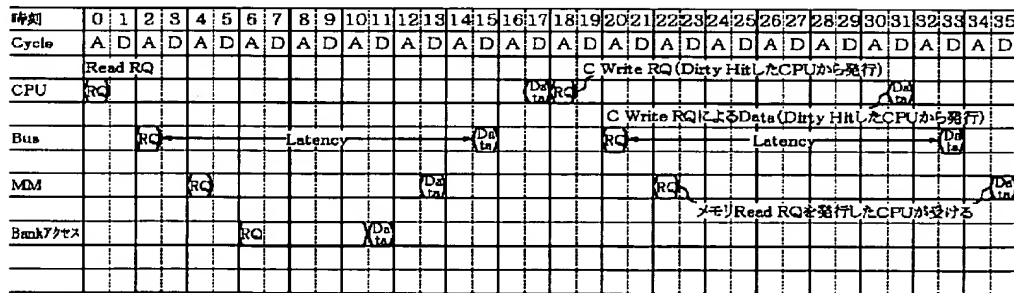 時刻 0 1 2 3 4 5 6 7 8 9 10 11 12 13 14 15 16 17 18 19 20 21 22 23 24 25 26 27 28 29 30 31 32 33 34 35
Cycle A D A D A D A D A D A D A D A D A D A D A D A D A D A D A D A D A D A D
Read RQ C Write RQ(Dirty HitしたCPUから発行)
CPU RQ Data RQ Data
C Write RQによるData(Dirty HitしたCPUから発行)
Bus RQ Latency Data RQ Latency Data
MM RQ Data RQ Data
メモリRead RQを発行したCPUが受ける
Bankアクセス RQ Data